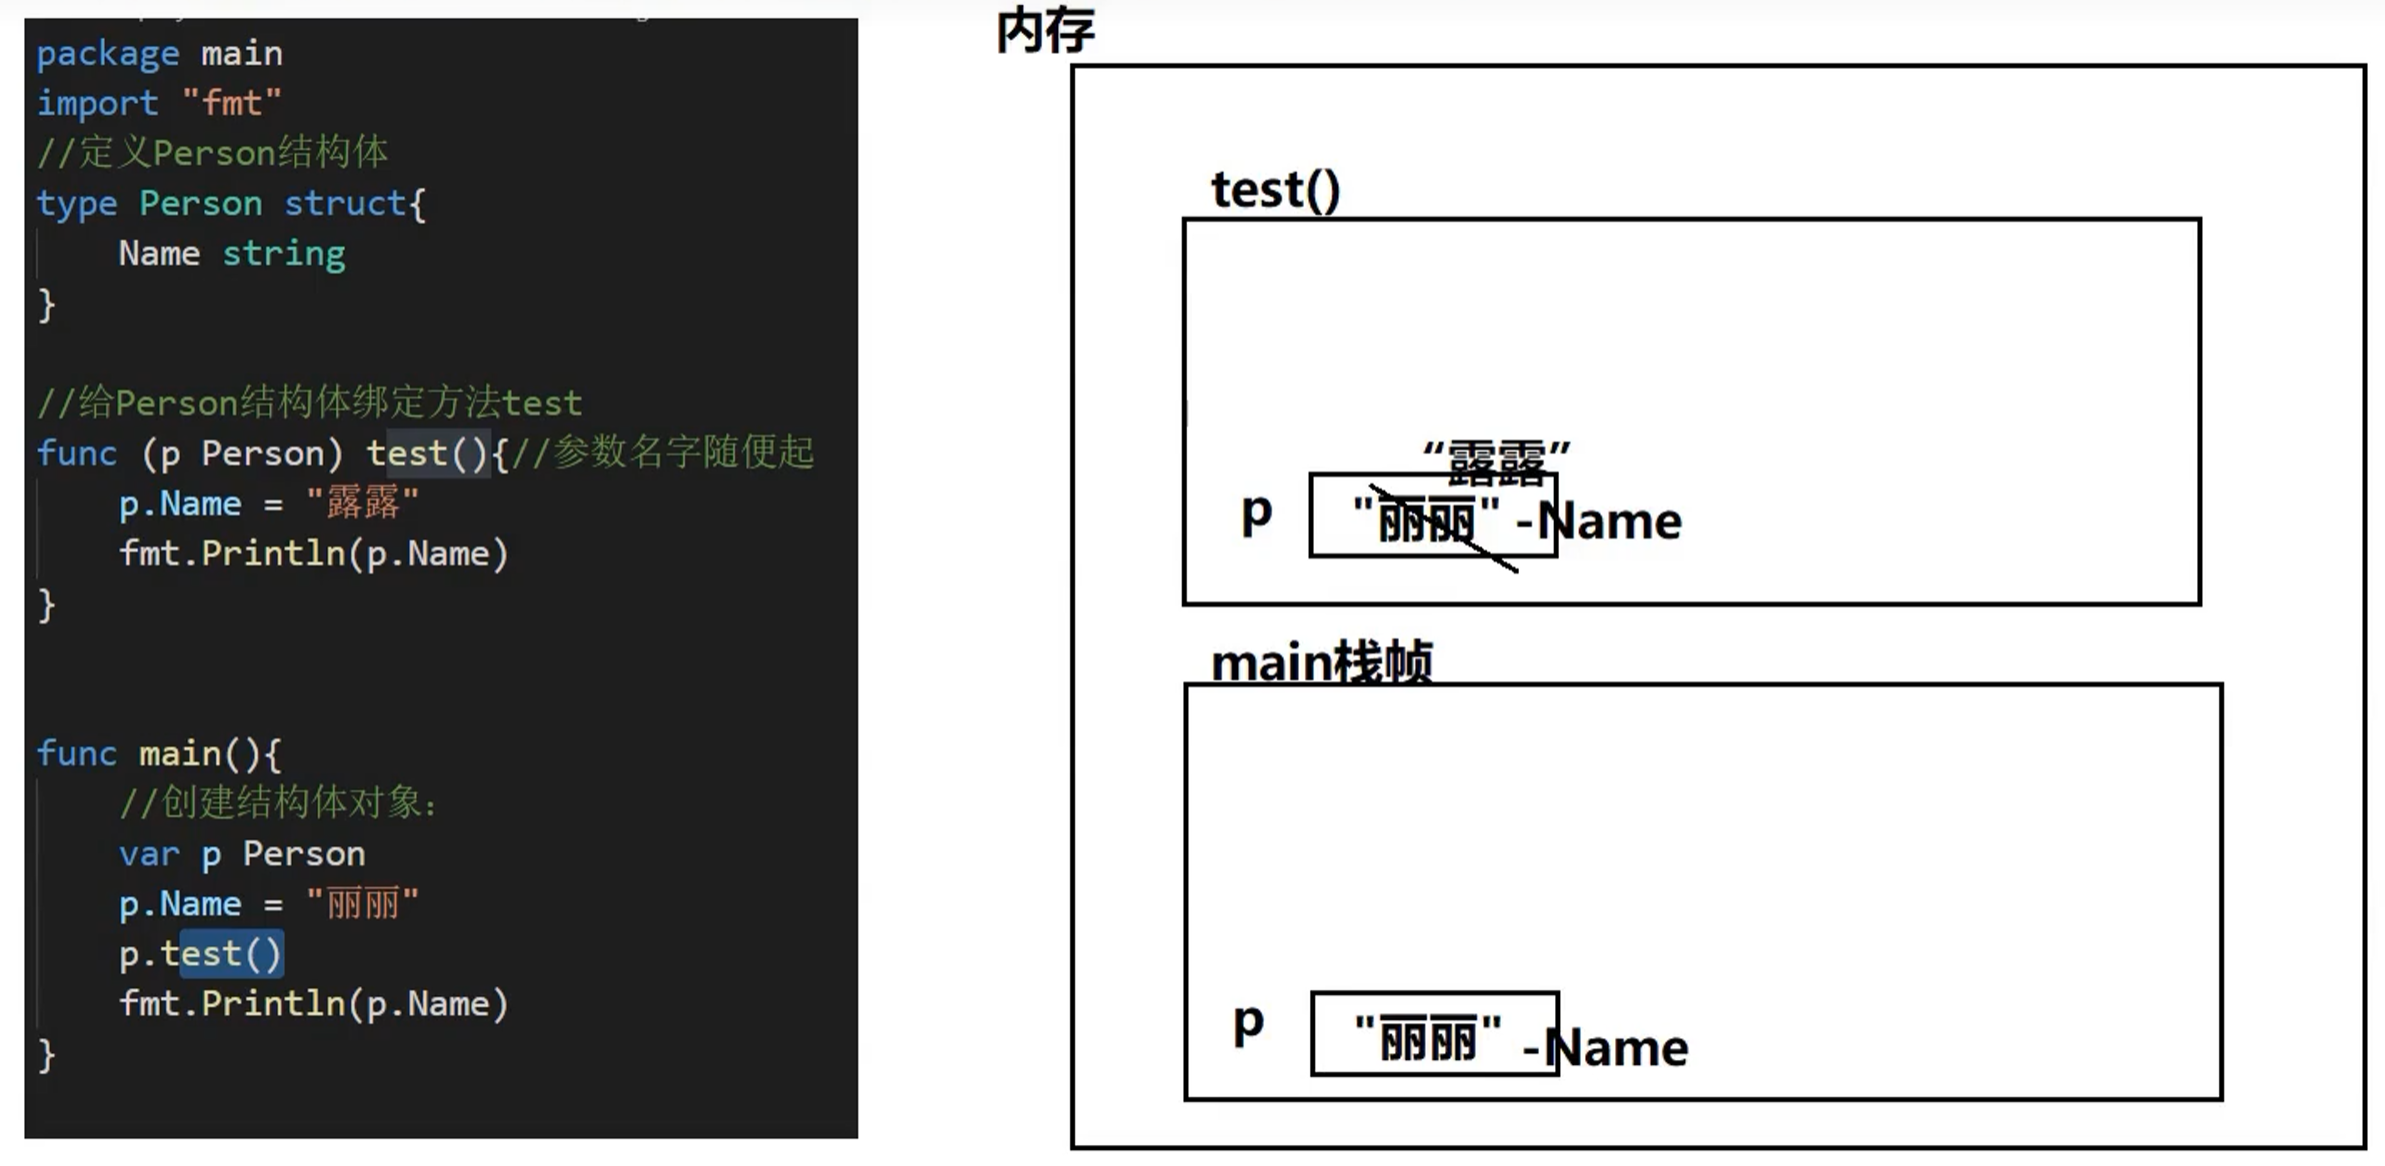 package main
import "fmt"
//定义Person结构体
type Person struct{
    Name string
}
//给Person结构体绑定方法test
func (p Person) test(){//参数名字随便起
    p.Name = "露露"
    fmt.Println(p.Name)
}
func main(){
    //创建结构体对象：
    var p Person
    p.Name = "丽丽"
    p.test()
    fmt.Println(p.Name)
}
内存
test()
“露露”
p "丽丽" -Name
main栈帧
p "丽丽" -Name